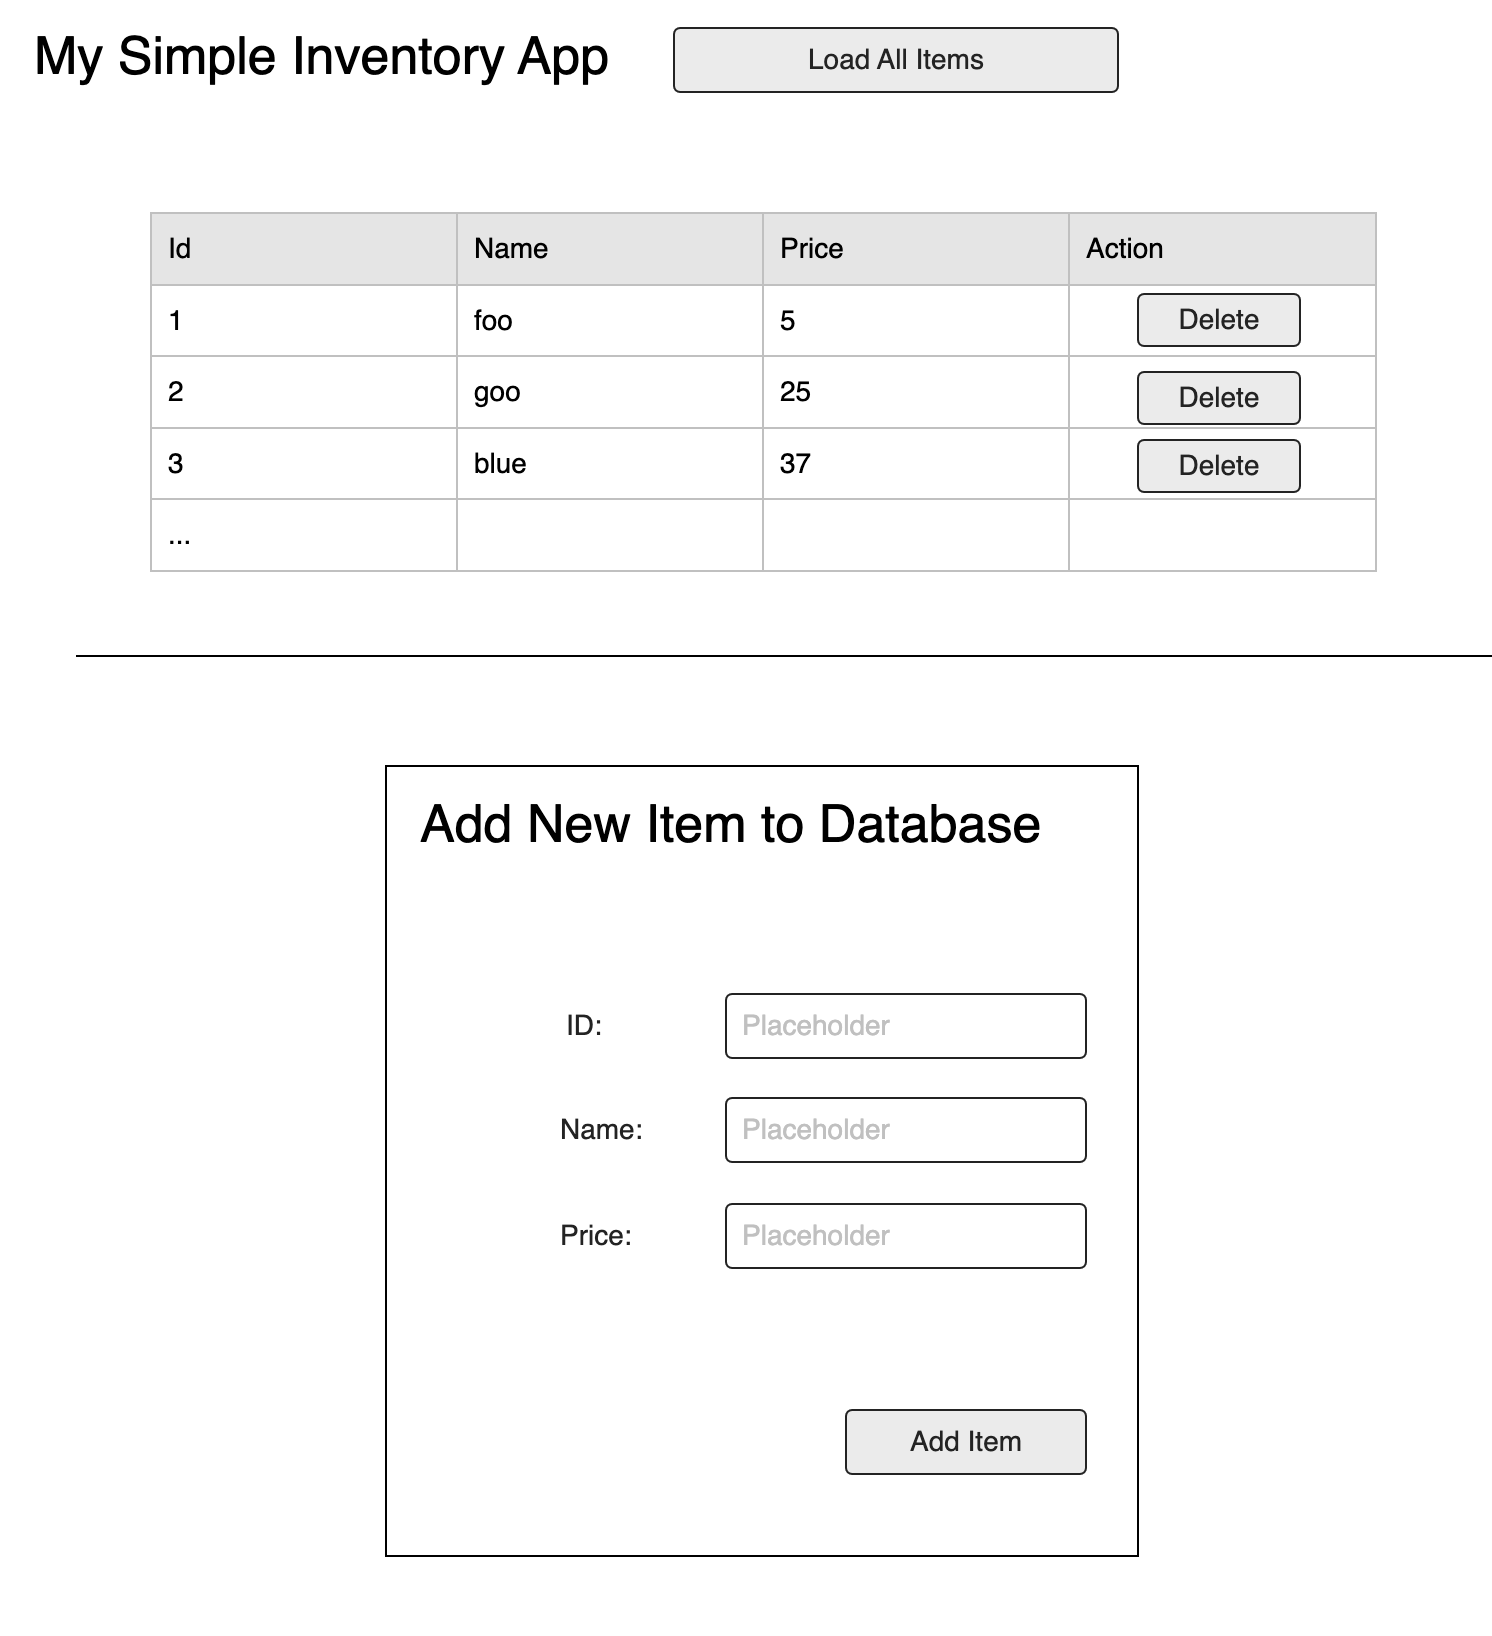 My Simple Inventory App
Load All Items
Id Name Price Action
1 foo 5 Delete
2 goo 25 Delete
3 blue 37 Delete
...
Add New Item to Database
ID: Placeholder
Name: Placeholder
Price: Placeholder
Add Item